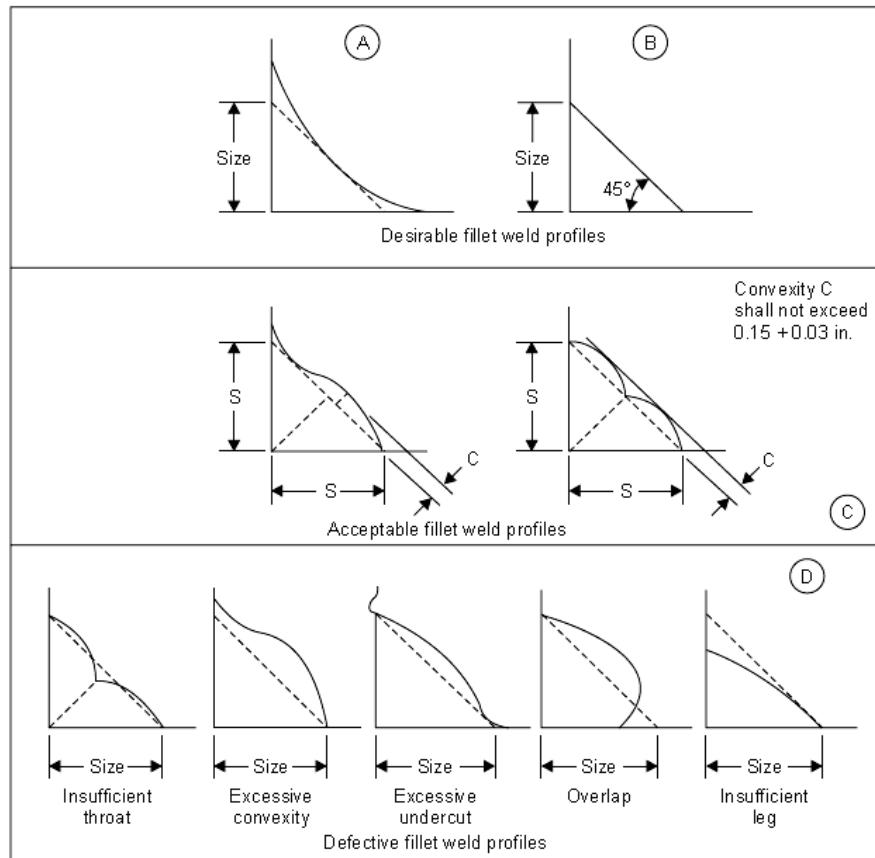 A
B
Size
Size
45°
Desirable fillet weld profiles
Convexity C
shall not exceed
0.15 +0.03 in.
S
S
C
S
S
C
Acceptable fillet weld profiles
C
D
Size
Size
Size
Size
Size
Insufficient
throat
Excessive
convexity
Excessive
undercut
Overlap
Insufficient
leg
Defective fillet weld profiles